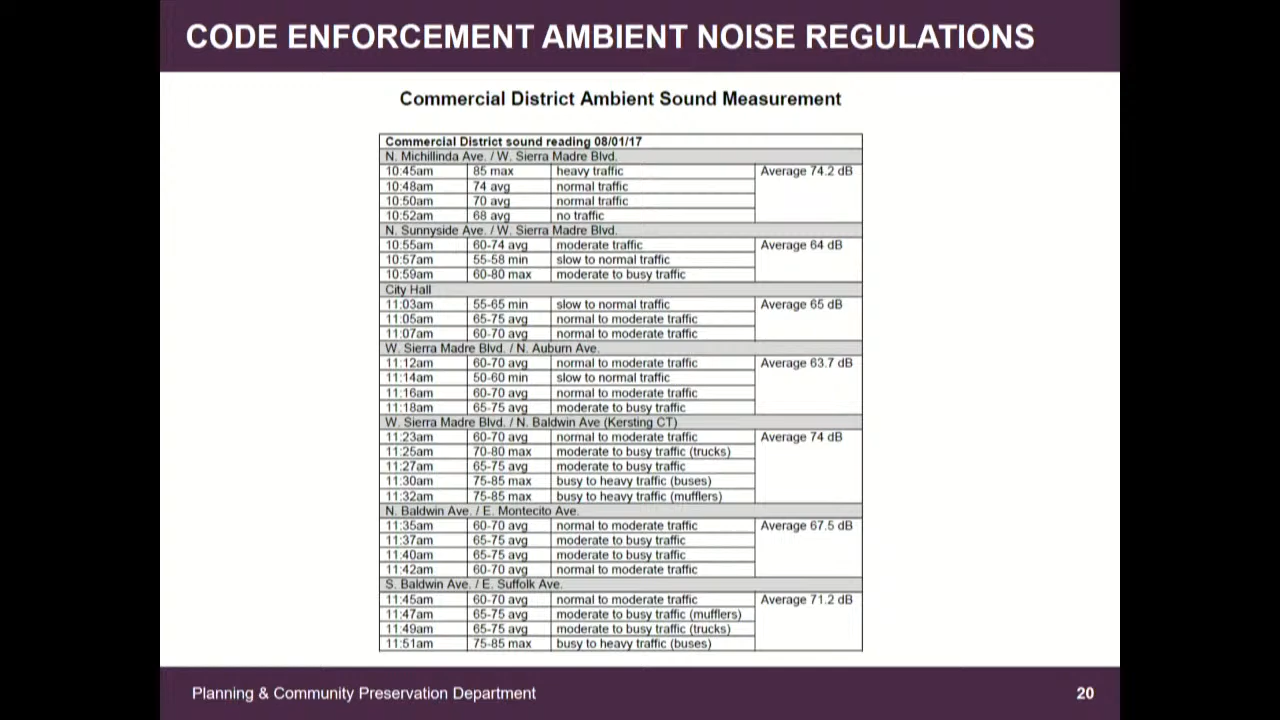 CODE ENFORCEMENT AMBIENT NOISE REGULATIONS
Commercial District Ambient Sound Measurement
Commercial District sound reading 08/01/17
N. Michillinda Ave. / W. Sierra Madre Blvd.
10:45am 85 max heavy traffic Average 74.2 dB
10:48am 74 avg normal traffic
10:50am 70 avg normal traffic
10:52am 68 avg no traffic
N. Sunnyside Ave. / W. Sierra Madre Blvd.
10:55am 60-74 avg moderate traffic Average 64 dB
10:57am 55-58 min slow to normal traffic
10:59am 60-80 max moderate to busy traffic
City Hall
11:03am 55-65 min slow to normal traffic Average 65 dB
11:05am 65-75 avg normal to moderate traffic
11:07am 60-70 avg normal to moderate traffic
W. Sierra Madre Blvd. / N. Auburn Ave.
11:12am 60-70 avg normal to moderate traffic Average 63.7 dB
11:14am 50-60 min slow to normal traffic
11:16am 60-70 avg normal to moderate traffic
11:18am 65-75 avg moderate to busy traffic
W. Sierra Madre Blvd. / N. Baldwin Ave (Kersting CT)
11:23am 60-70 avg normal to moderate traffic Average 74 dB
11:25am 70-80 max moderate to busy traffic (trucks)
11:27am 65-75 avg moderate to busy traffic
11:30am 75-85 max busy to heavy traffic (buses)
11:32am 75-85 max busy to heavy traffic (mufflers)
N. Baldwin Ave. / E. Montecito Ave.
11:35am 60-70 avg normal to moderate traffic Average 67.5 dB
11:37am 65-75 avg moderate to busy traffic
11:40am 65-75 avg moderate to busy traffic
11:42am 60-70 avg normal to moderate traffic
S. Baldwin Ave. / E. Suffolk Ave.
11:45am 60-70 avg normal to moderate traffic Average 71.2 dB
11:47am 65-75 avg moderate to busy traffic (mufflers)
11:49am 65-75 avg moderate to busy traffic (trucks)
11:51am 75-85 max busy to heavy traffic (buses)
Planning & Community Preservation Department 20